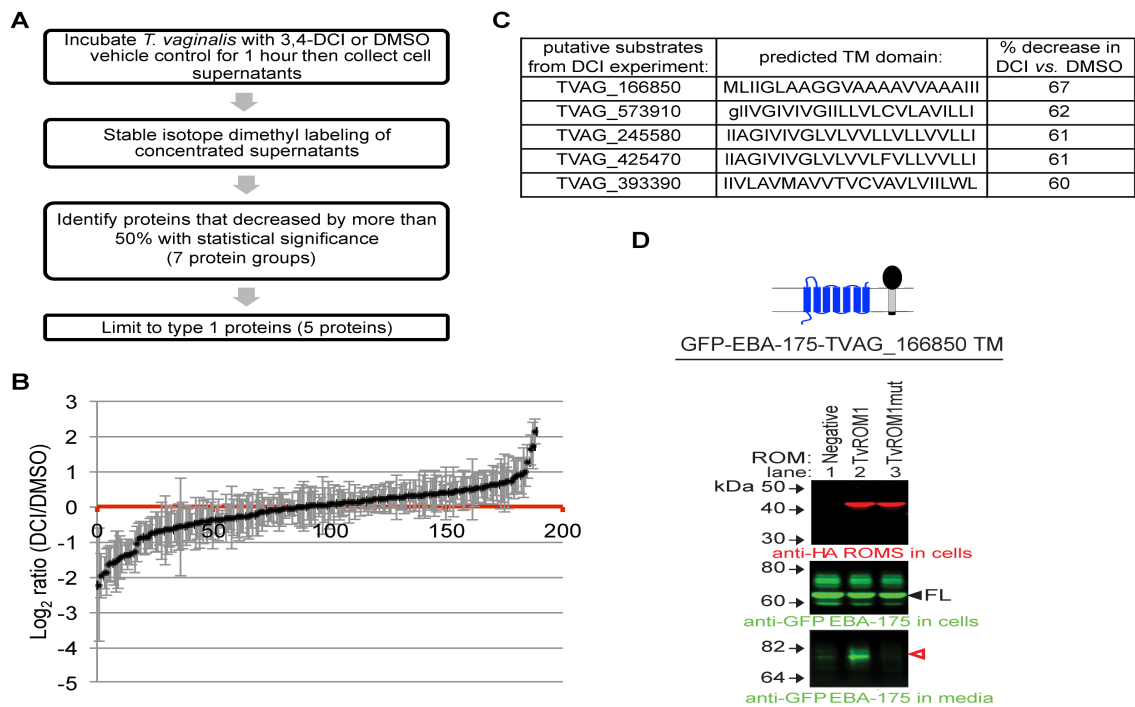 A
Incubate T. vaginalis with 3,4-DCI or DMSO
vehicle control for 1 hour then collect cell
supernatants
Stable isotope dimethyl labeling of
concentrated supernatants
Identify proteins that decreased by more than
50% with statistical significance
(7 protein groups)
Limit to type 1 proteins (5 proteins)
B
Log2 ratio (DCI/DMSO)
3
2
1
0
-1
-2
-3
-4
-5
0 50 100 150 200
C
putative substrates from DCI experiment: predicted TM domain: % decrease in DCI vs. DMSO
TVAG_166850 MLIIGLAAGGVAAAAVVAAAIII 67
TVAG_573910 gIIVGIVIVGIILLVLCVLAVILLI 62
TVAG_245580 IIAGIVIVGLVLVVLLVLLVVLLI 61
TVAG_425470 IIAGIVIVGLVLVVLFVLLVVLLI 61
TVAG_393390 IIVLAVMAVVTVCVAVLVIILWL 60
D
GFP-EBA-175-TVAG_166850 TM
ROM: Negative TvROM1 TvROM1mut
lane: 1 2 3
kDa 50
40
30
anti-HA ROMS in cells
80
60
FL
anti-GFP EBA-175 in cells
82
64
anti-GFP EBA-175 in media